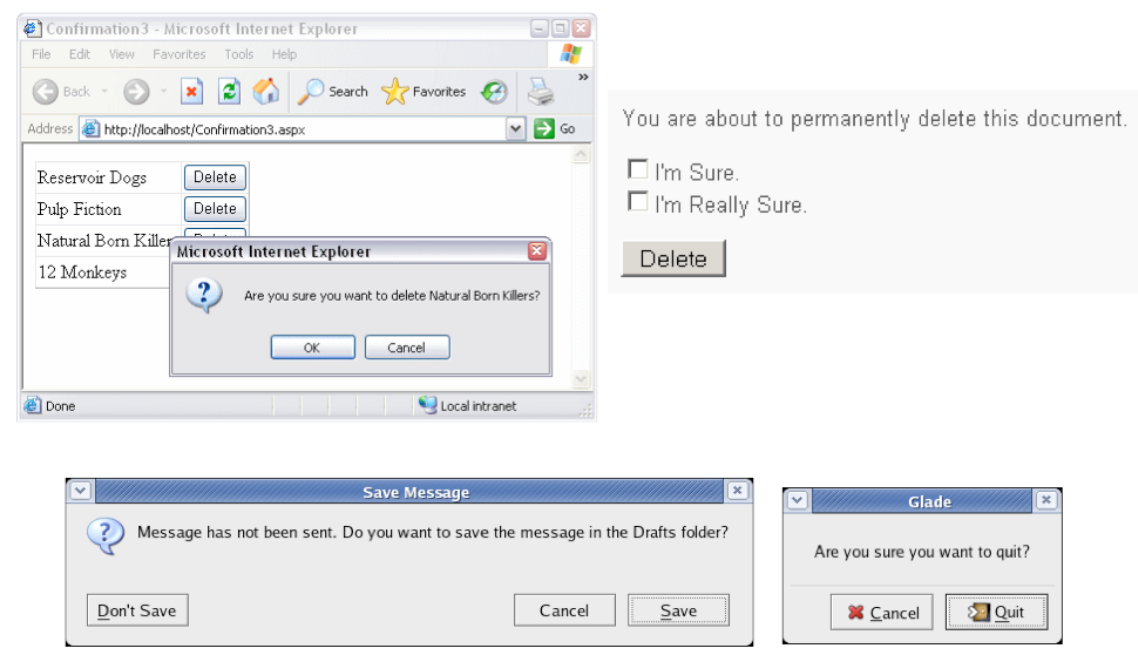 Confirmation3 - Microsoft Internet Explorer
File Edit View Favorites Tools Help
Back Search Favorites »
Address http://localhost/Confirmation3.aspx Go
Reservoir Dogs Delete
Pulp Fiction Delete
Natural Born Killer
12 Monkeys
Microsoft Internet Explorer
Are you sure you want to delete Natural Born Killers?
OK Cancel
Done Local intranet
You are about to permanently delete this document.
I'm Sure.
I'm Really Sure.
Delete
Save Message
Message has not been sent. Do you want to save the message in the Drafts folder?
Don't Save Cancel Save
Glade
Are you sure you want to quit?
Cancel Quit